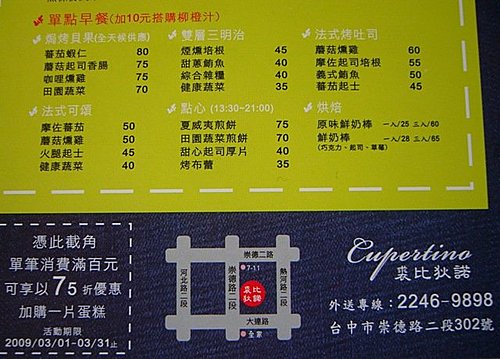 單點早餐(加10元搭購柳橙汁)
焗烤貝果(全天候供應)
蕃茄蝦仁 80
蘑菇起司香腸 75
咖哩燻雞 75
田園蔬菜 70
雙層三明治
煙燻培根 45
甜蔥鮪魚 40
綜合雜糧 40
健康蔬菜 35
法式烤吐司
蘑菇燻雞 60
摩佐起司培根 55
義式鮪魚 50
蕃茄起士 50
法式可頌
摩佐蕃茄 50
蘑菇燻雞 50
火腿起士 45
健康蔬菜 40
點心 (13:30~21:00)
夏威夷煎餅 75
田園蔬菜煎餅 70
甜心起司厚片 40
烤布蕾 35
烘焙
原味鮮奶棒 一入/25 三入/60
鮮奶棒 一入/28 三入/65
(巧克力、起司、草莓)
憑此截角
單筆消費滿百元
可享以75折優惠
加購一片蛋糕
活動期限
2009/03/01-03/31止
崇德二路
7-11
河北路二段
崇德路二段
裘比狄諾
熱河路二段
大連路
全家
Cupertino
裘比狄諾
外送專線：2246-9898
台中市崇德路二段302號